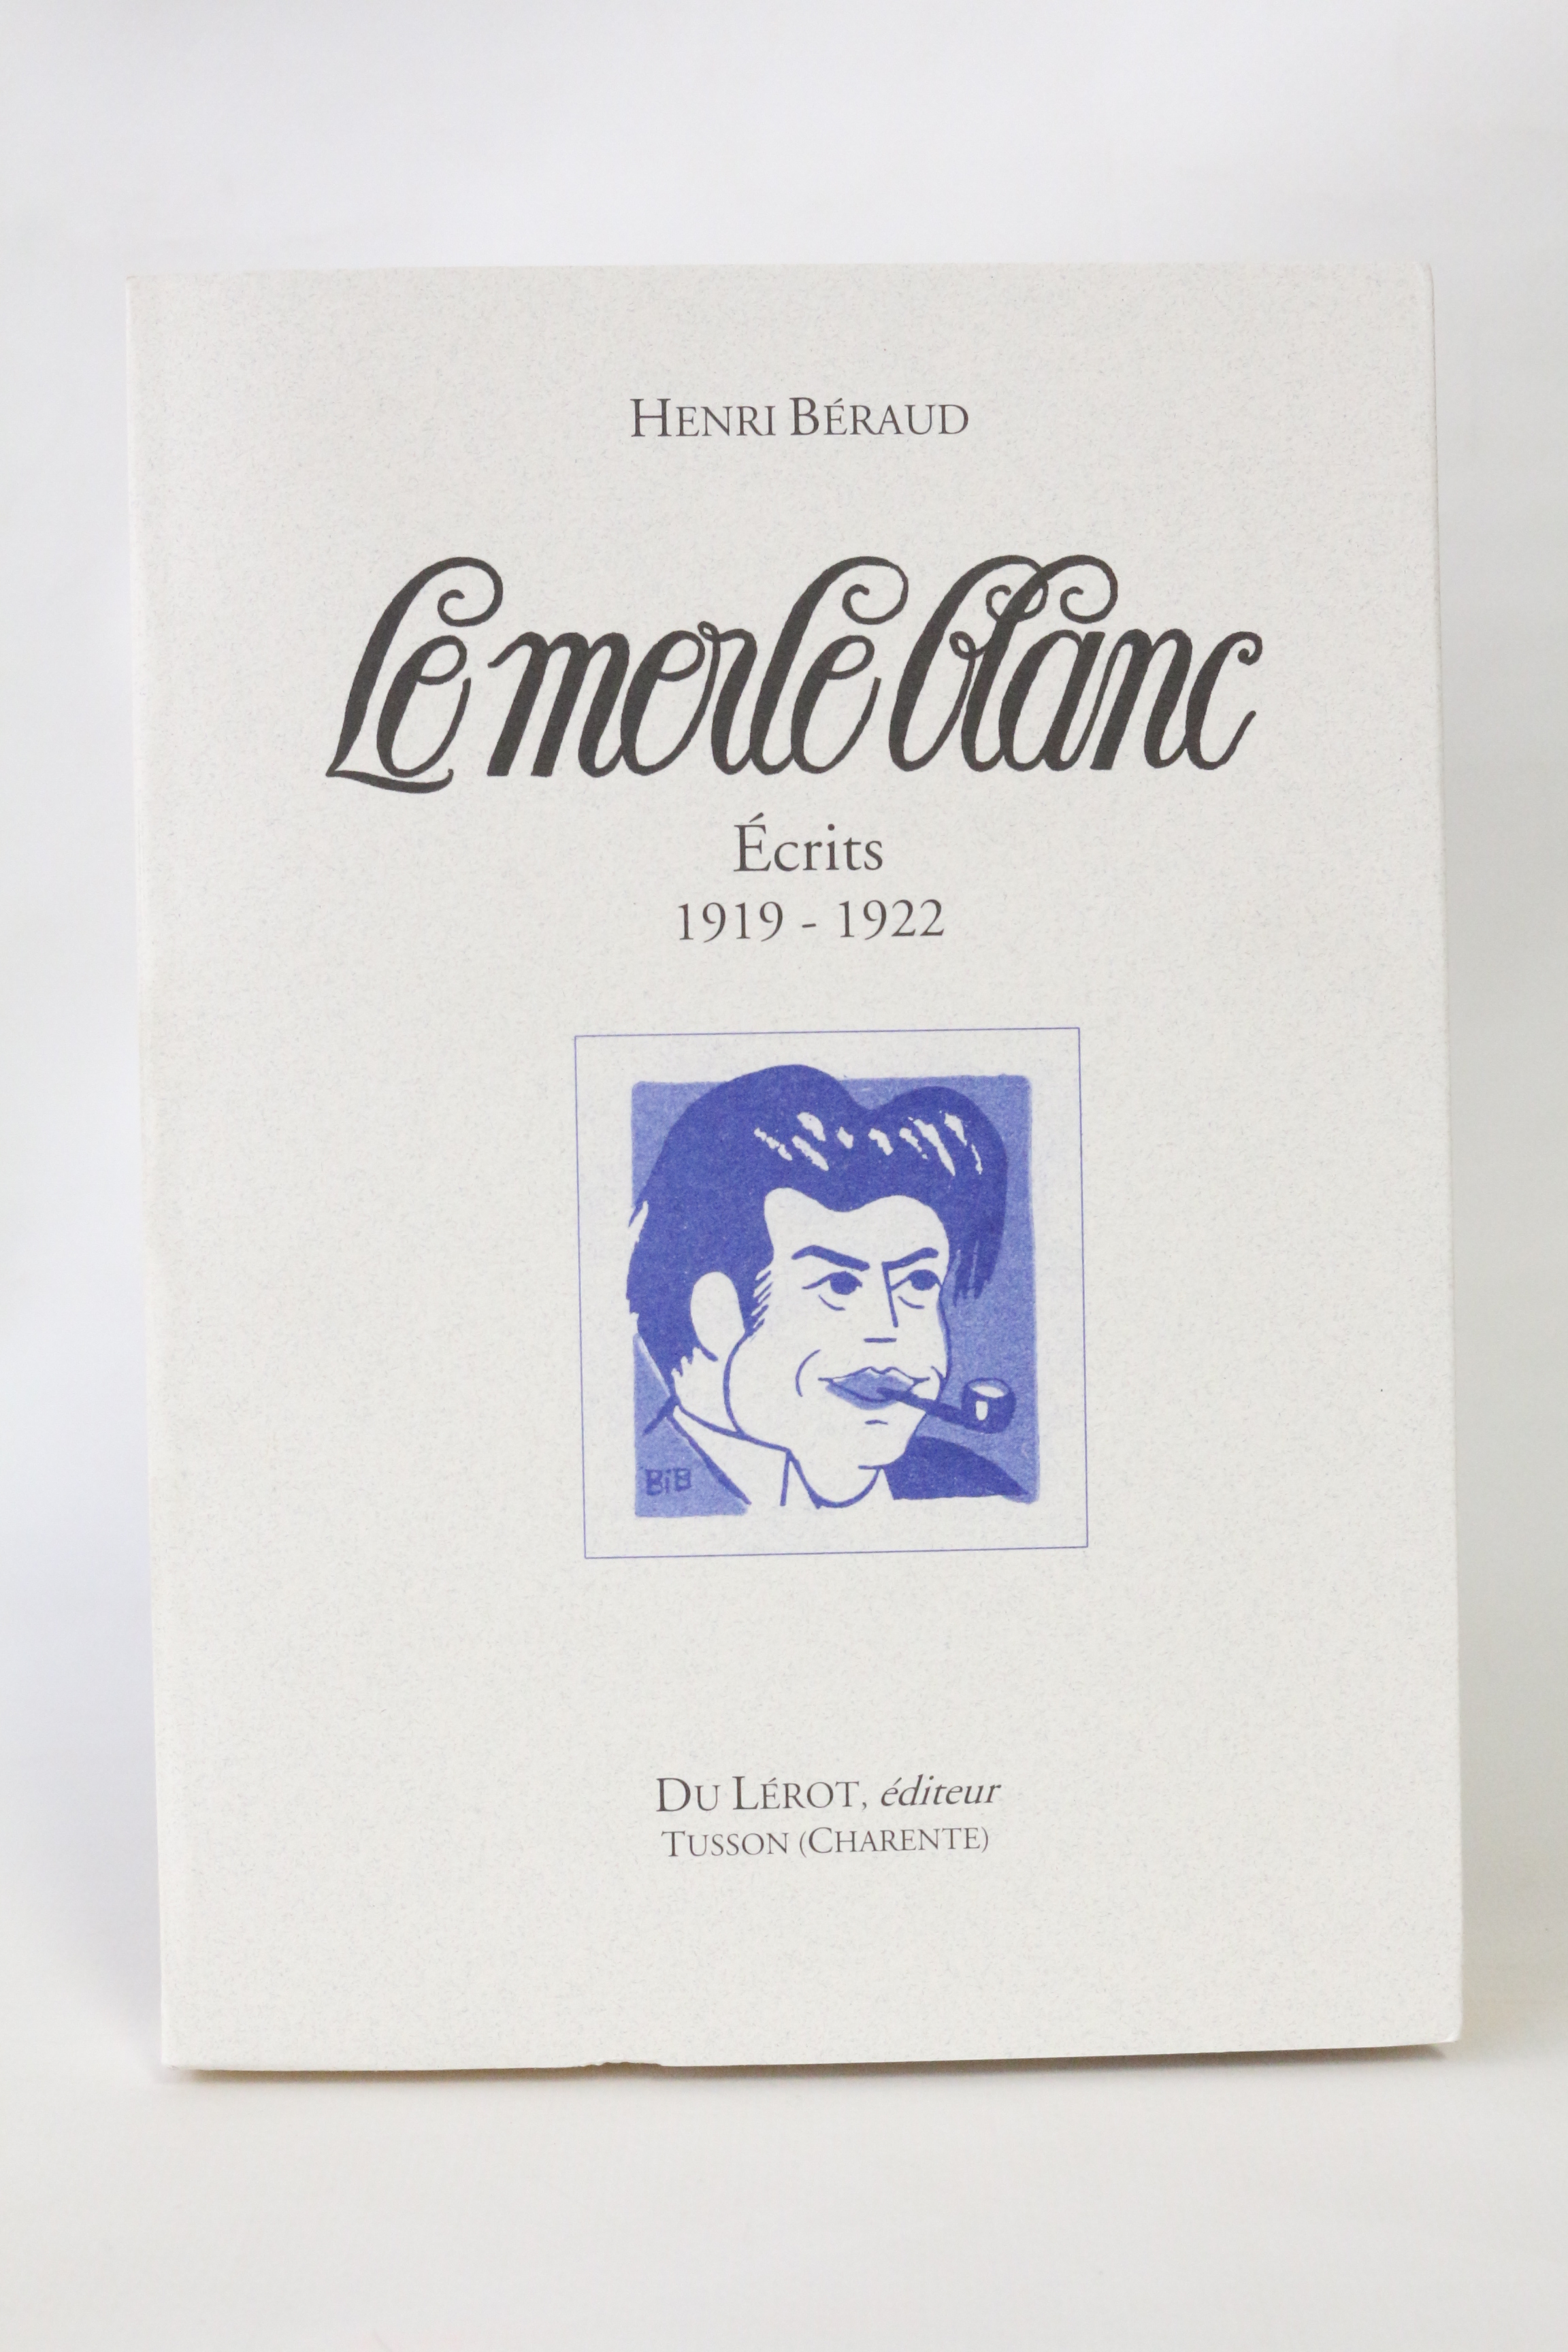 HENRI BÉRAUD
Le merle blanc
Écrits
1919 - 1922
BiB
DU LÉROT, éditeur
TUSSON (CHARENTE)